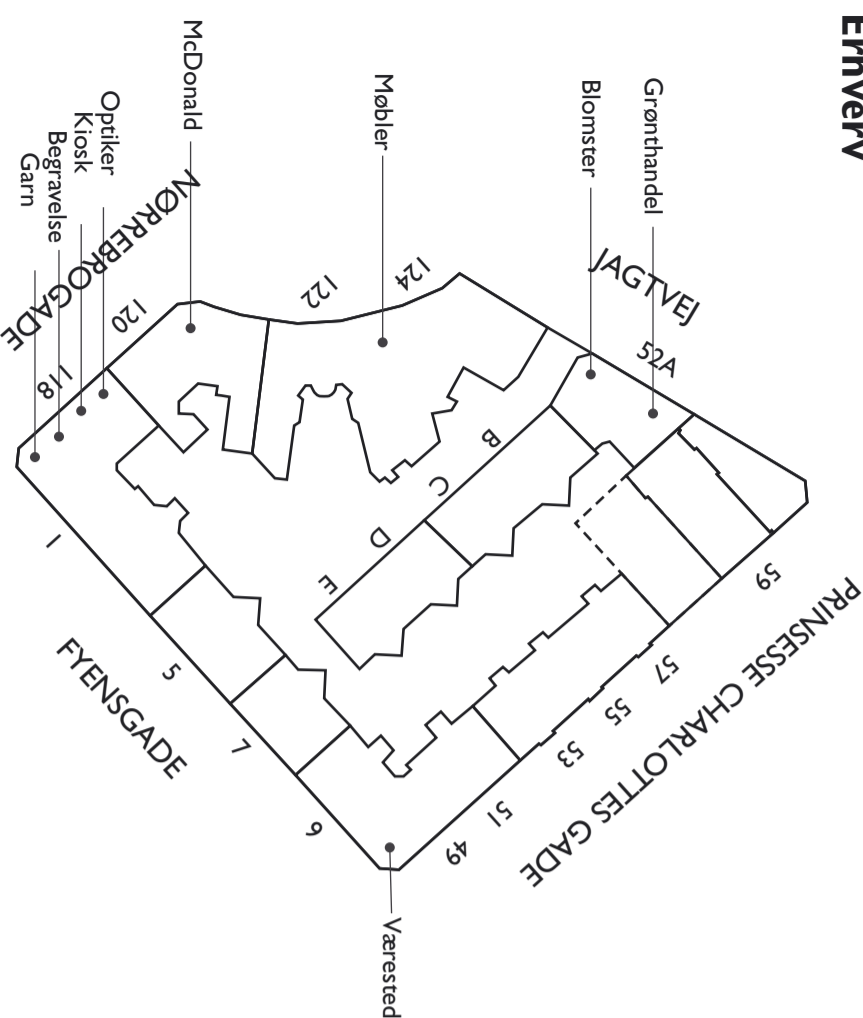 Erhverv
McDonald
Møbler
Blomster
Grønthandel
Optiker
Kiosk
Begravelse
Garn
NØRREBROGADE
JAGTVEJ
118
120
122
124
52A
B
C
D
E
1
5
7
9
FYENSGADE
49
51
53
55
57
59
PRINSESSE CHARLOTTES GADE
Værested